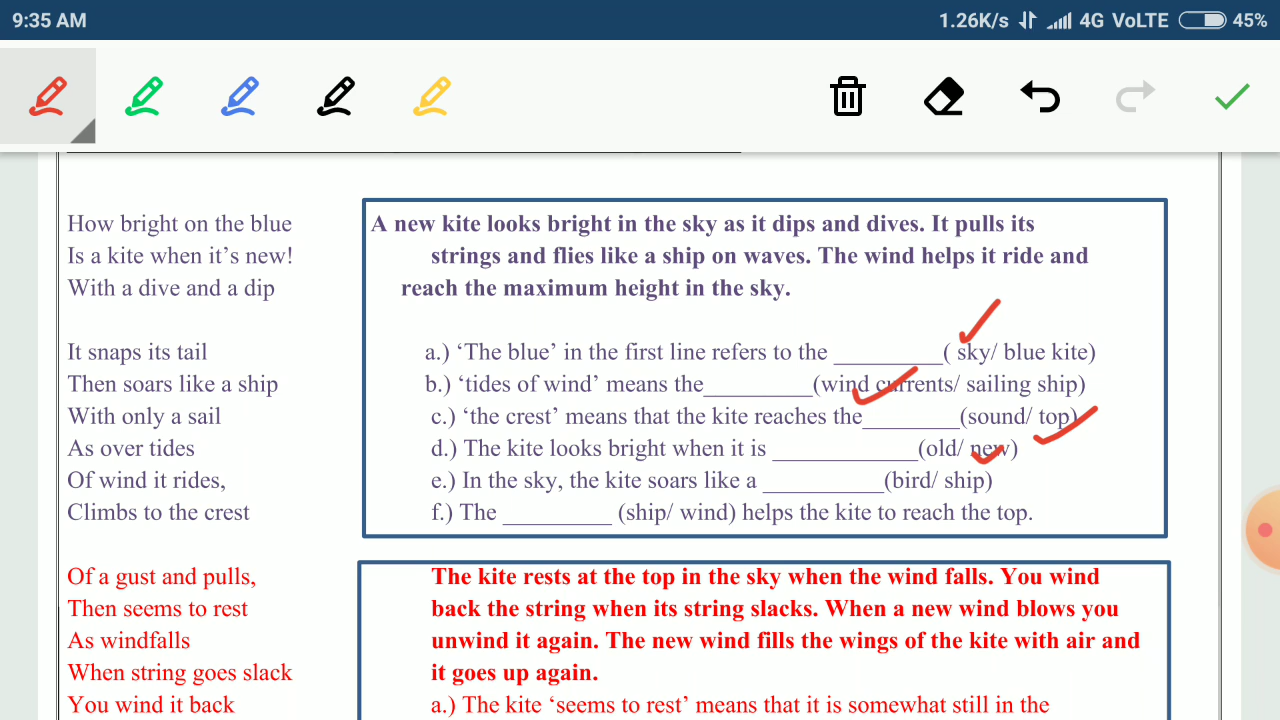 9:35 AM 1.26K/s 4G VoLTE 45%
How bright on the blue
Is a kite when it’s new!
With a dive and a dip
It snaps its tail
Then soars like a ship
With only a sail
As over tides
Of wind it rides,
Climbs to the crest
A new kite looks bright in the sky as it dips and dives. It pulls its
strings and flies like a ship on waves. The wind helps it ride and
reach the maximum height in the sky.
a.) ‘The blue’ in the first line refers to the _________( sky/ blue kite)
b.) ‘tides of wind’ means the________(wind currents/ sailing ship)
c.) ‘the crest’ means that the kite reaches the________(sound/ top)
d.) The kite looks bright when it is ____________(old/ new)
e.) In the sky, the kite soars like a __________(bird/ ship)
f.) The _________ (ship/ wind) helps the kite to reach the top.
Of a gust and pulls,
Then seems to rest
As windfalls
When string goes slack
You wind it back
The kite rests at the top in the sky when the wind falls. You wind
back the string when its string slacks. When a new wind blows you
unwind it again. The new wind fills the wings of the kite with air and
it goes up again.
a.) The kite ‘seems to rest’ means that it is somewhat still in the